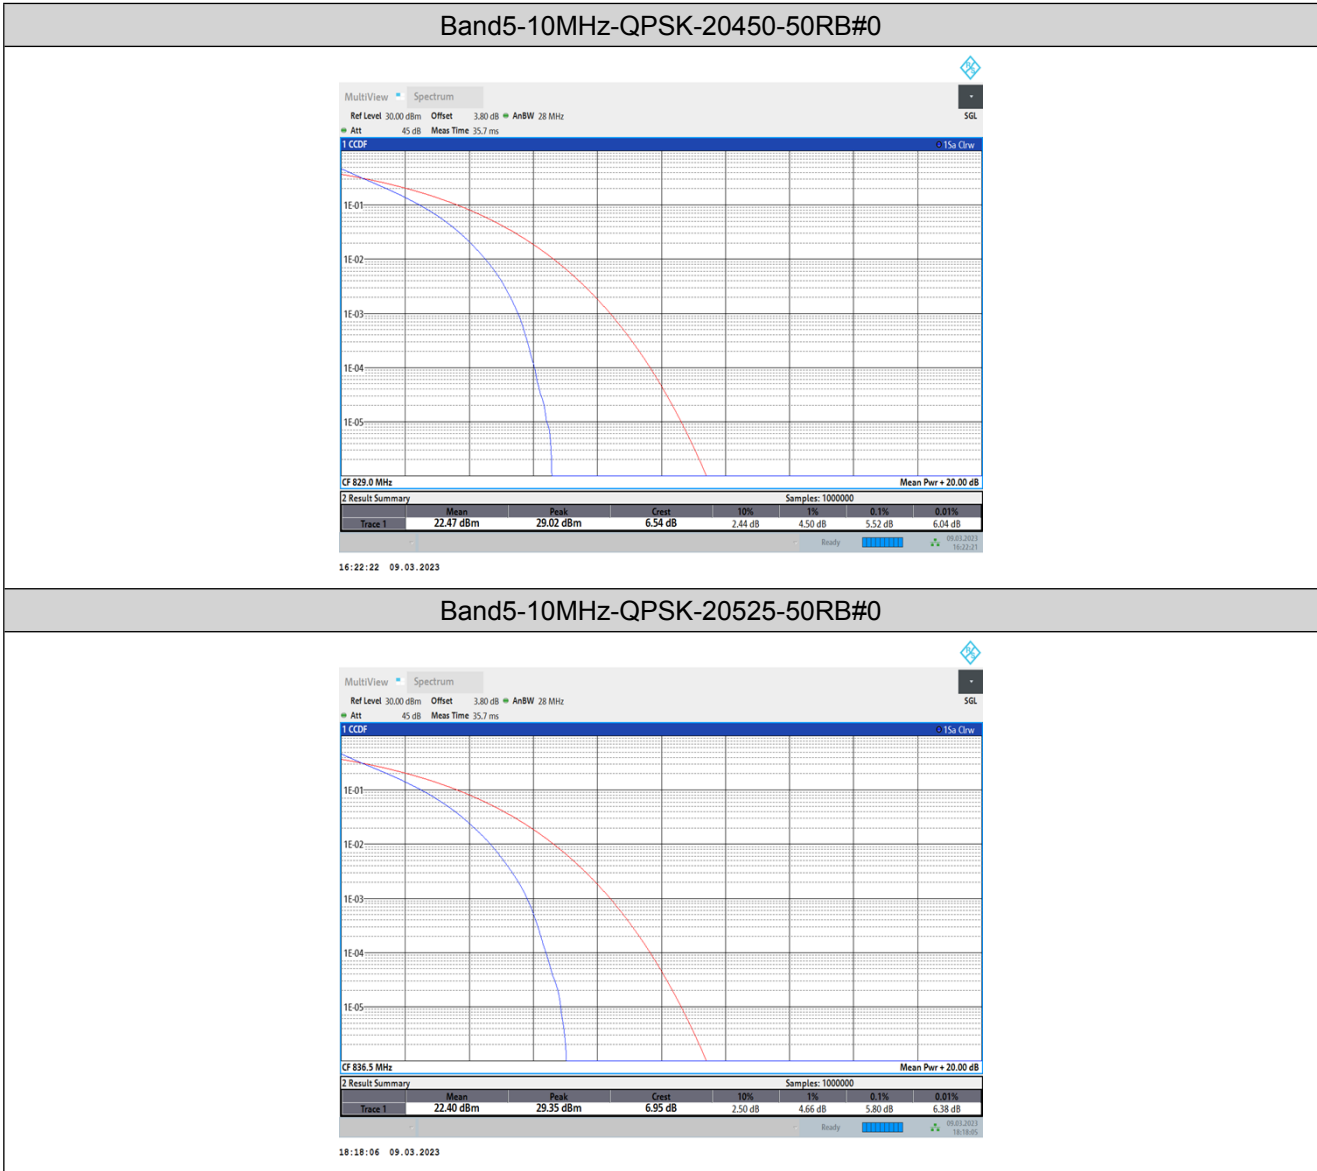 Band5-10MHz-QPSK-20450-50RB#0
MultiView Spectrum
Ref Level 30.00 dBm Offset 3.80 dB AnBW 28 MHz SGL
Att 45 dB Meas Time 35.7 ms
1 CCDF 1Sa Clrw
1E-01
1E-02
1E-03
1E-04
1E-05
CF 829.0 MHz Mean Pwr + 20.00 dB
2 Result Summary Samples: 1000000
Mean Peak Crest 10% 1% 0.1% 0.01%
Trace 1 22.47 dBm 29.02 dBm 6.54 dB 2.44 dB 4.50 dB 5.52 dB 6.04 dB
Ready 09.03.2023
16:22:21
16:22:22 09.03.2023
Band5-10MHz-QPSK-20525-50RB#0
MultiView Spectrum
Ref Level 30.00 dBm Offset 3.80 dB AnBW 28 MHz SGL
Att 45 dB Meas Time 35.7 ms
1 CCDF 1Sa Clrw
1E-01
1E-02
1E-03
1E-04
1E-05
CF 836.5 MHz Mean Pwr + 20.00 dB
2 Result Summary Samples: 1000000
Mean Peak Crest 10% 1% 0.1% 0.01%
Trace 1 22.40 dBm 29.35 dBm 6.95 dB 2.50 dB 4.66 dB 5.80 dB 6.38 dB
Ready 09.03.2023
18:18:05
18:18:06 09.03.2023